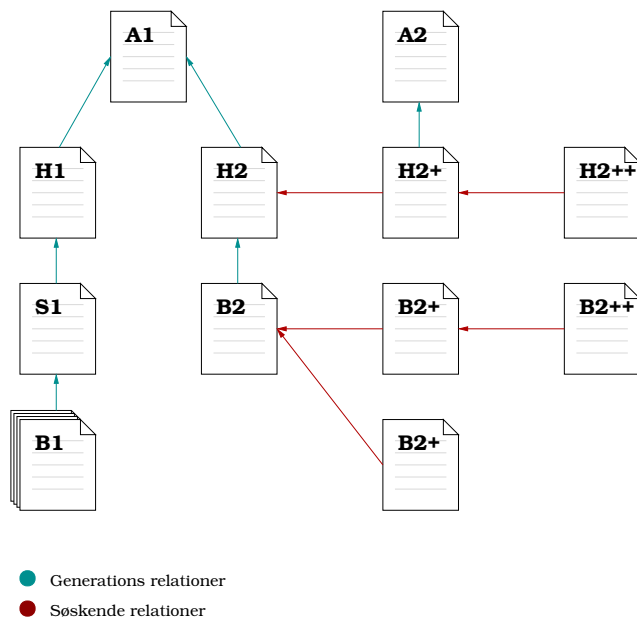 A1
A2
H1
H2
H2+
H2++
S1
B2
B2+
B2++
B1
B2+
Generations relationer
Søskende relationer